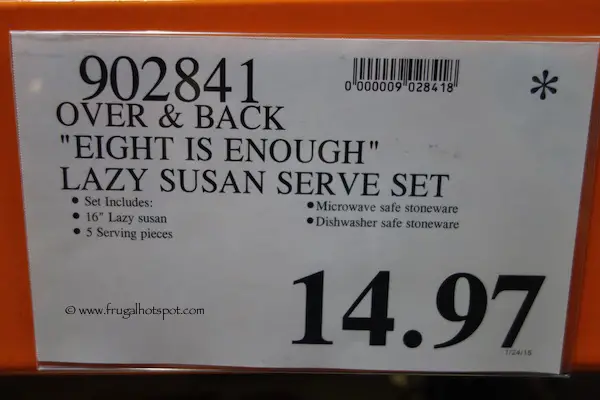 902841
0 000009 028418
*
OVER & BACK
"EIGHT IS ENOUGH"
LAZY SUSAN SERVE SET
• Set Includes:
• 16" Lazy susan
• 5 Serving pieces
• Microwave safe stoneware
• Dishwasher safe stoneware
14.97
© www.frugalhotspot.com
7/24/18